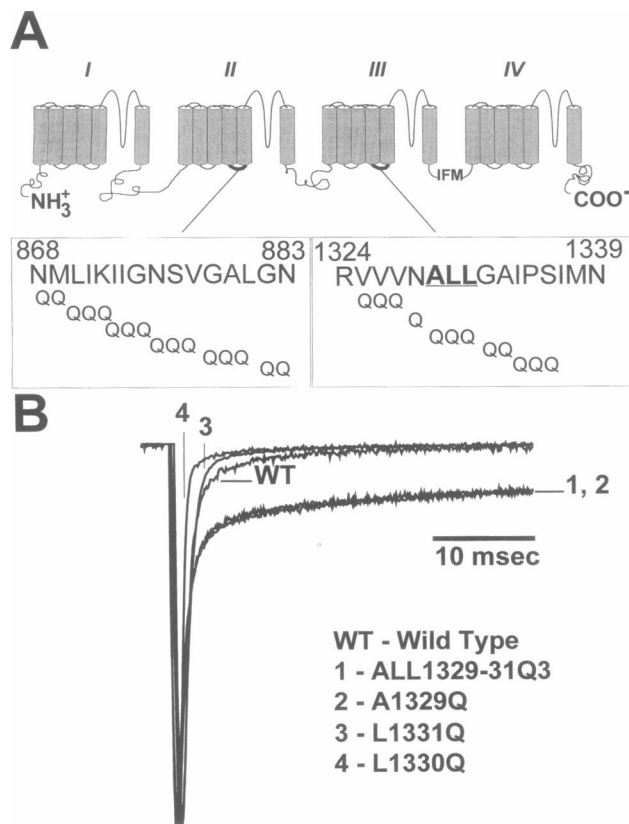 A
I II III IV
NH3+ IFM COO-
868 883
NMLIKIIGNSVGALGN
QQ
QQQ
QQQ
QQQ
QQQ
QQ
1324 1339
RVVVNALLGAIPSIMN
QQQ
Q
QQQ
QQ
QQQ
B
4
3
WT
1, 2
10 msec
WT - Wild Type
1 - ALL1329-31Q3
2 - A1329Q
3 - L1331Q
4 - L1330Q